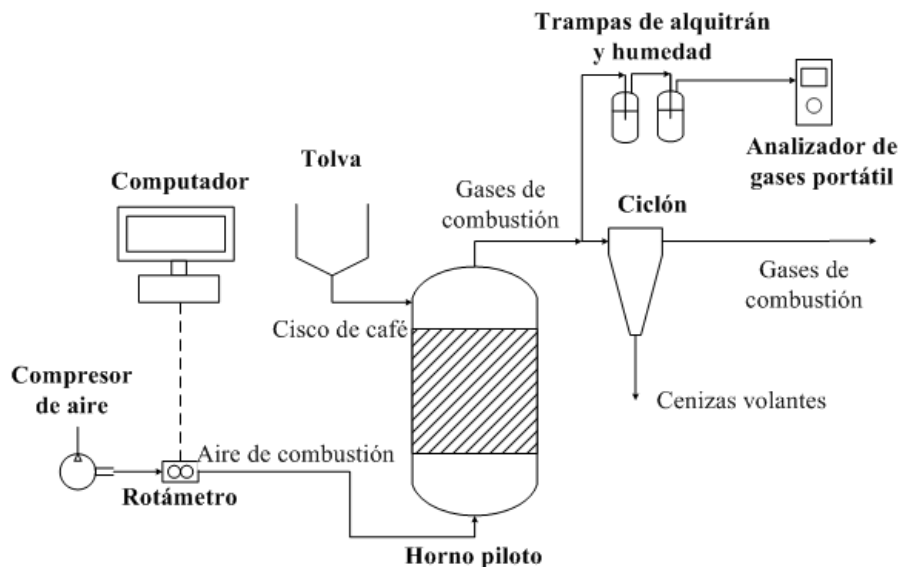 Trampas de alquitrán
y humedad
Tolva
Computador
Analizador de
gases portátil
Gases de
combustión
Ciclón
Gases de
combustión
Cisco de café
Compresor
de aire
Cenizas volantes
Aire de combustión
Rotámetro
Horno piloto